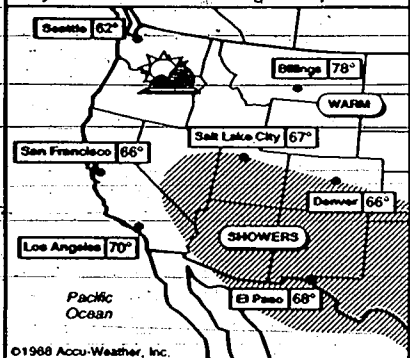 Seattle 62°
Billings 78°
WARM
Salt Lake City 67°
San Francisco 66°
Denver 66°
SHOWERS
Los Angeles 70°
El Paso 68°
Pacific
Ocean
©1988 Accu-Weather, Inc.